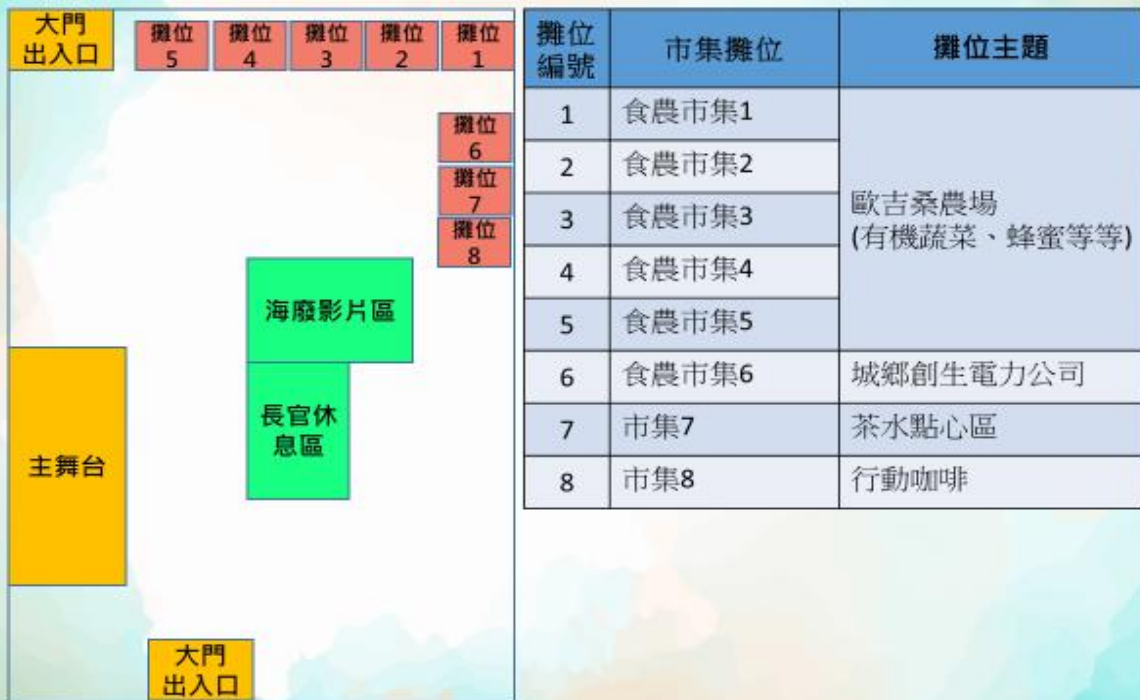 大門
出入口
攤位
5
攤位
4
攤位
3
攤位
2
攤位
1
攤位
6
攤位
7
攤位
8
海廢影片區
長官休
息區
主舞台
大門
出入口
攤位
編號
市集攤位
攤位主題
1
食農市集1
2
食農市集2
3
食農市集3
4
食農市集4
5
食農市集5
歐吉桑農場
(有機蔬菜、蜂蜜等等)
6
食農市集6
城鄉創生電力公司
7
市集7
茶水點心區
8
市集8
行動咖啡